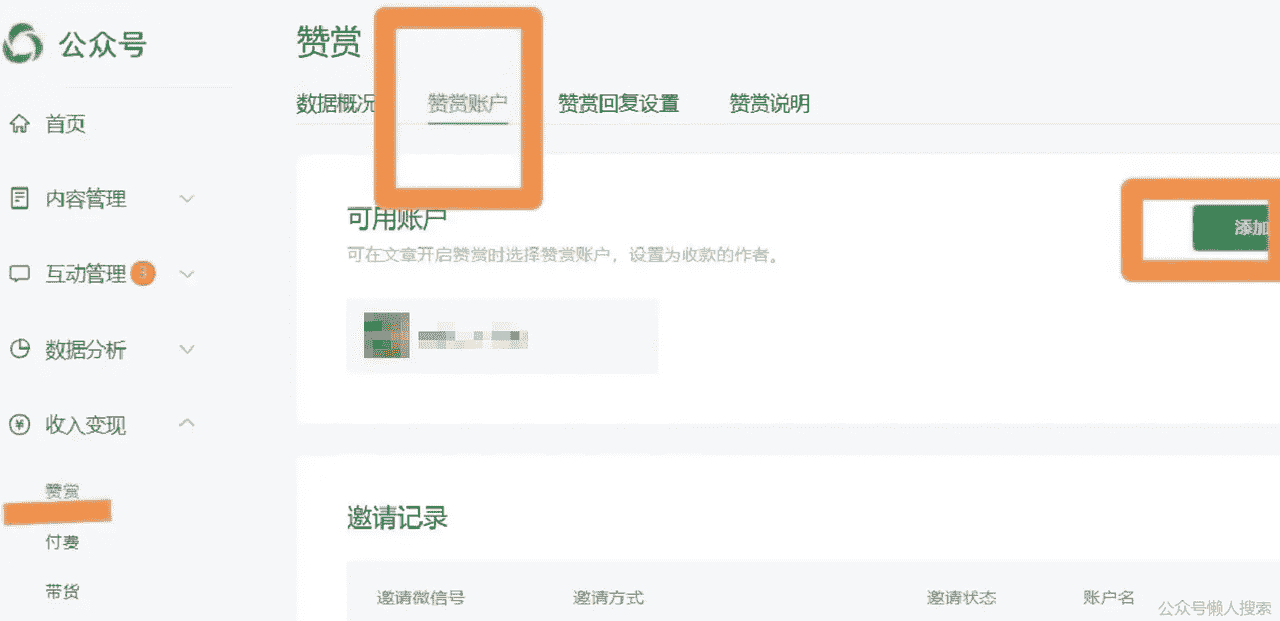 公众号
赞赏
数据概况 赞赏账户 赞赏回复设置 赞赏说明
首页
内容管理
互动管理 3
数据分析
收入变现
赞赏
付费
带货
可用账户
可在文章开启赞赏时选择赞赏账户，设置为收款的作者。
添加
邀请记录
邀请微信号 邀请方式 邀请状态 账户名
公众号懒人搜索